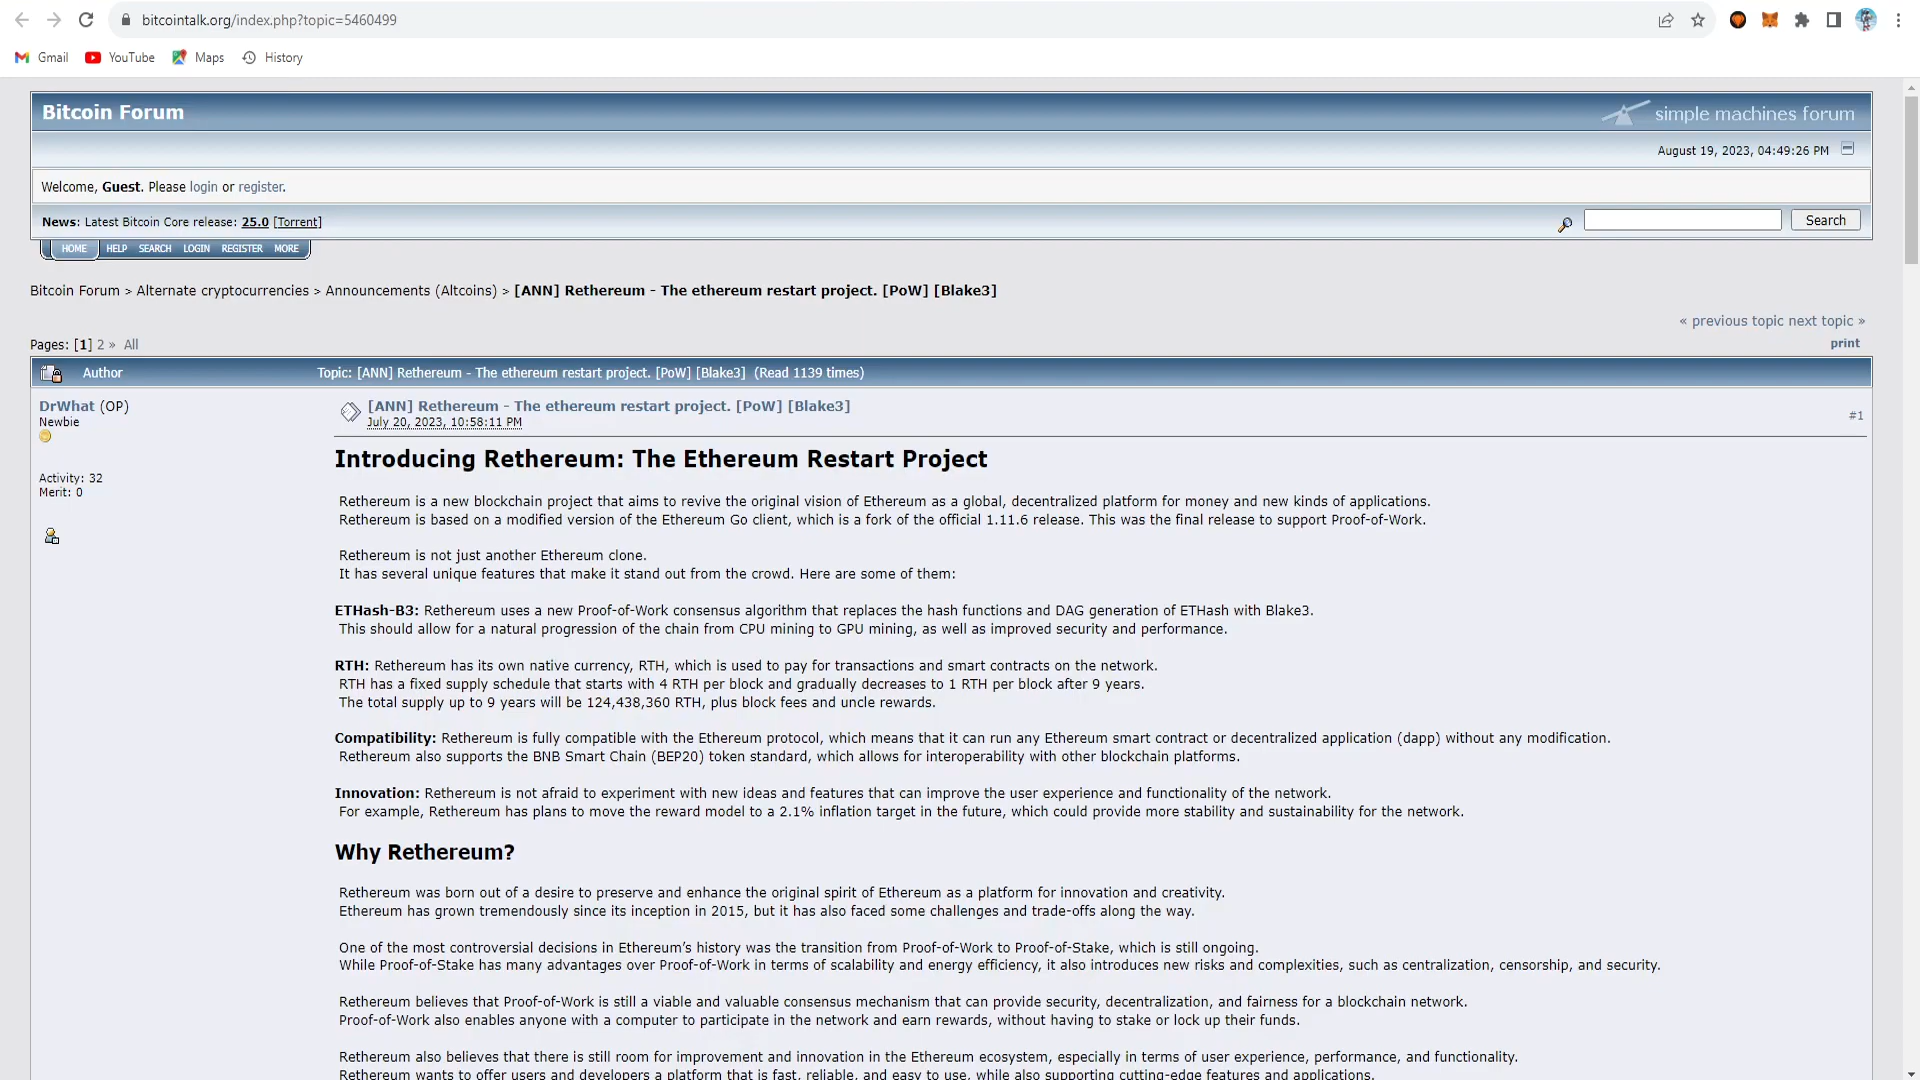 bitcointalk.org/index.php?topic=5460499
Gmail YouTube Maps History
Bitcoin Forum
simple machines forum
August 19, 2023, 04:49:26 PM
Welcome, Guest. Please login or register.
News: Latest Bitcoin Core release: 25.0 [Torrent]
Search
HOME HELP SEARCH LOGIN REGISTER MORE
Bitcoin Forum > Alternate cryptocurrencies > Announcements (Altcoins) > [ANN] Rethereum - The ethereum restart project. [PoW] [Blake3]
« previous topic next topic »
Pages: [1] 2 » All
print
Author Topic: [ANN] Rethereum - The ethereum restart project. [PoW] [Blake3] (Read 1139 times)
DrWhat (OP)
Newbie
Activity: 32
Merit: 0
[ANN] Rethereum - The ethereum restart project. [PoW] [Blake3]
July 20, 2023, 10:58:11 PM
#1
Introducing Rethereum: The Ethereum Restart Project
Rethereum is a new blockchain project that aims to revive the original vision of Ethereum as a global, decentralized platform for money and new kinds of applications.
Rethereum is based on a modified version of the Ethereum Go client, which is a fork of the official 1.11.6 release. This was the final release to support Proof-of-Work.
Rethereum is not just another Ethereum clone.
It has several unique features that make it stand out from the crowd. Here are some of them:
ETHash-B3: Rethereum uses a new Proof-of-Work consensus algorithm that replaces the hash functions and DAG generation of ETHash with Blake3.
This should allow for a natural progression of the chain from CPU mining to GPU mining, as well as improved security and performance.
RTH: Rethereum has its own native currency, RTH, which is used to pay for transactions and smart contracts on the network.
RTH has a fixed supply schedule that starts with 4 RTH per block and gradually decreases to 1 RTH per block after 9 years.
The total supply up to 9 years will be 124,438,360 RTH, plus block fees and uncle rewards.
Compatibility: Rethereum is fully compatible with the Ethereum protocol, which means that it can run any Ethereum smart contract or decentralized application (dapp) without any modification.
Rethereum also supports the BNB Smart Chain (BEP20) token standard, which allows for interoperability with other blockchain platforms.
Innovation: Rethereum is not afraid to experiment with new ideas and features that can improve the user experience and functionality of the network.
For example, Rethereum has plans to move the reward model to a 2.1% inflation target in the future, which could provide more stability and sustainability for the network.
Why Rethereum?
Rethereum was born out of a desire to preserve and enhance the original spirit of Ethereum as a platform for innovation and creativity.
Ethereum has grown tremendously since its inception in 2015, but it has also faced some challenges and trade-offs along the way.
One of the most controversial decisions in Ethereum’s history was the transition from Proof-of-Work to Proof-of-Stake, which is still ongoing.
While Proof-of-Stake has many advantages over Proof-of-Work in terms of scalability and energy efficiency, it also introduces new risks and complexities, such as centralization, censorship, and security.
Rethereum believes that Proof-of-Work is still a viable and valuable consensus mechanism that can provide security, decentralization, and fairness for a blockchain network.
Proof-of-Work also enables anyone with a computer to participate in the network and earn rewards, without having to stake or lock up their funds.
Rethereum also believes that there is still room for improvement and innovation in the Ethereum ecosystem, especially in terms of user experience, performance, and functionality.
Rethereum wants to offer users and developers a platform that is fast, reliable, and easy to use, while also supporting cutting-edge features and applications.